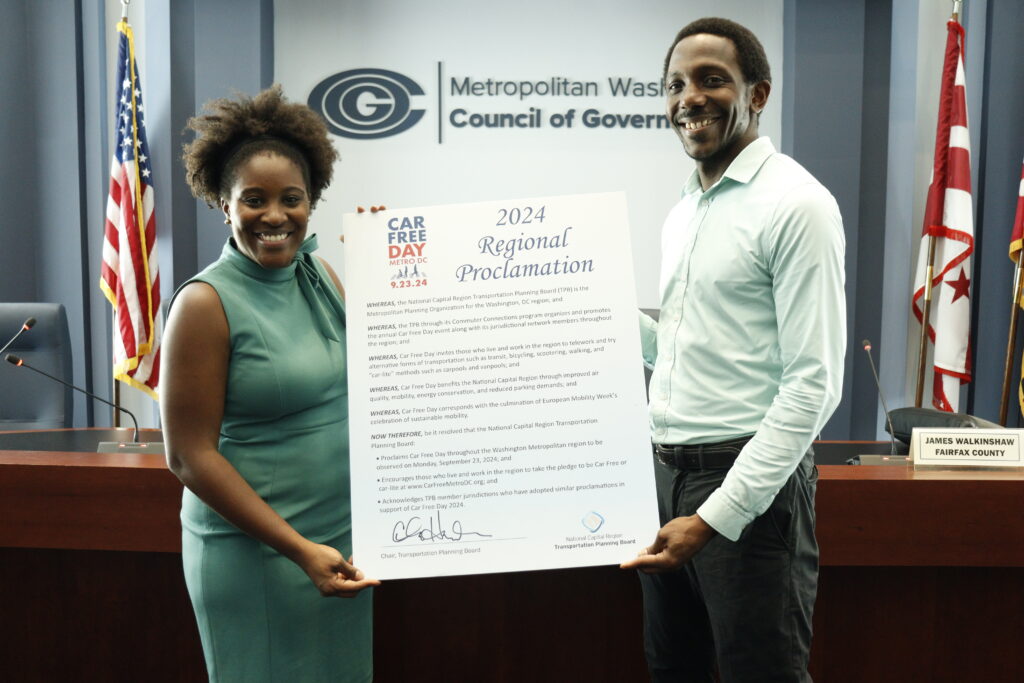 Metropolitan Wash
Council of Govern
CAR
FREE
DAY
METRO DC
9.23.24
2024
Regional
Proclamation
WHEREAS, the National Capital Region Transportation Planning Board (TPB) is the
Metropolitan Planning Organization for the Washington, DC region; and
WHEREAS, the TPB through its Commuter Connections program organizes and promotes
the annual Car Free Day event along with its jurisdictional network members throughout
the region; and
WHEREAS, Car Free Day invites those who live and work in the region to telework and try
alternative forms of transportation such as transit, bicycling, scootering, walking, and
"car-lite" methods such as carpools and vanpools; and
WHEREAS, Car Free Day benefits the National Capital Region through improved air
quality, mobility, energy conservation, and reduced parking demands; and
WHEREAS, Car Free Day corresponds with the culmination of European Mobility Week's
celebration of sustainable mobility.
NOW THEREFORE, be it resolved that the National Capital Region Transportation
Planning Board:
• Proclaims Car Free Day throughout the Washington Metropolitan region to be
observed on Monday, September 23, 2024; and
• Encourages those who live and work in the region to take the pledge to be Car Free or
car-lite at www.CarFreeMetroDC.org; and
• Acknowledges TPB member jurisdictions who have adopted similar proclamations in
support of Car Free Day 2024.
Chair, Transportation Planning Board
National Capital Region
Transportation Planning Board
JAMES WALKINSHAW
FAIRFAX COUNTY